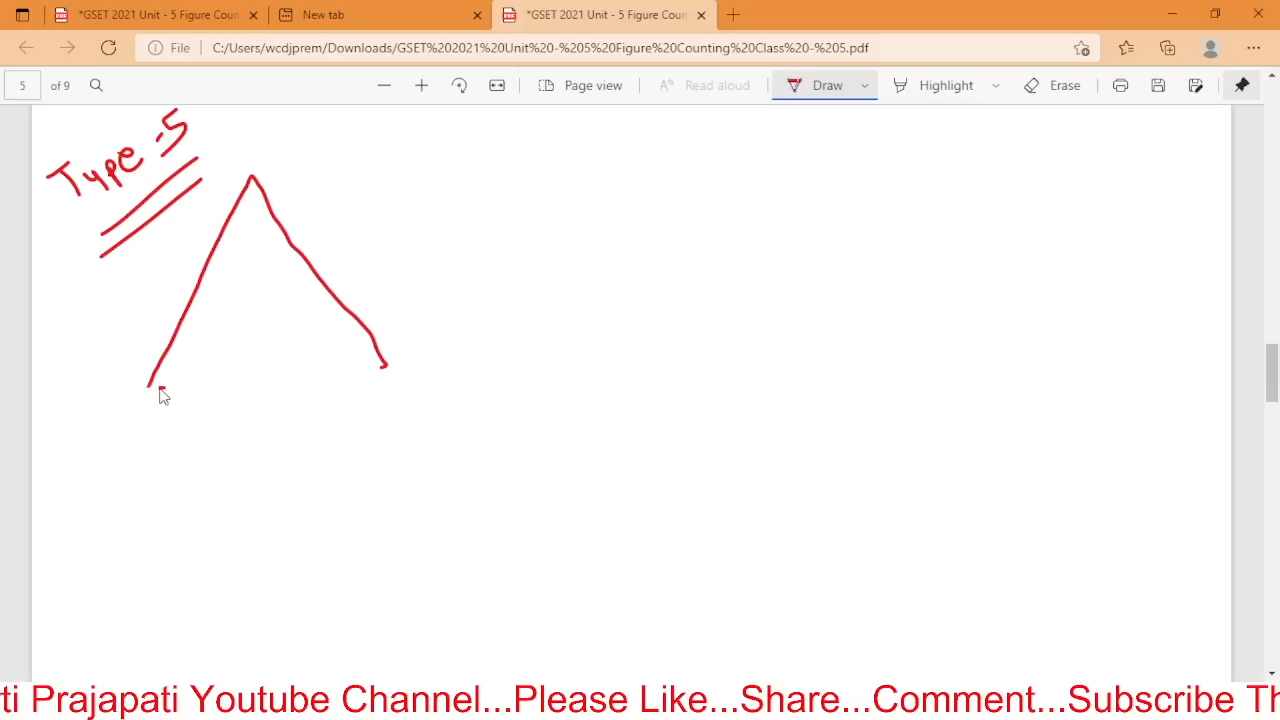 *GSET 2021 Unit - 5 Figure Coun
New tab
*GSET 2021 Unit - 5 Figure Coun
File
C:/Users/wcdjprem/Downloads/GSET%202021%20Unit%20-%205%20Figure%20Counting%20Class%20-%205.pdf
5 of 9
Page view
Read aloud
Draw
Highlight
Erase
Type-5
rti Prajapati Youtube Channel...Please Like...Share...Comment...Subscribe Th